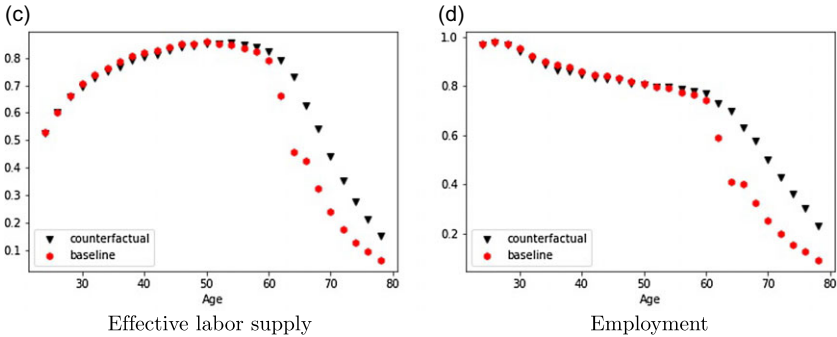 (c)
0.8
0.7
0.6
0.5
0.4
0.3
0.2
0.1
counterfactual
baseline
30 40 50 60 70 80
Age
Effective labor supply
(d)
1.0
0.8
0.6
0.4
0.2
counterfactual
baseline
30 40 50 60 70 80
Age
Employment